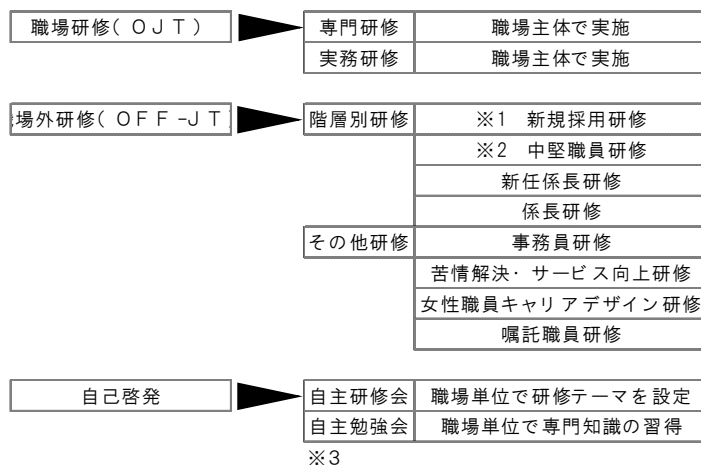 職場研修(OJT) 専門研修 職場主体で実施
実務研修 職場主体で実施
場外研修(OFF-JT 階層別研修 ※1 新規採用研修
※2 中堅職員研修
新任係長研修
係長研修
その他研修 事務員研修
苦情解決・サービス向上研修
女性職員キャリアデザイン研修
嘱託職員研修
自己啓発 自主研修会 職場単位で研修テーマを設定
自主勉強会 職場単位で専門知識の習得
※3